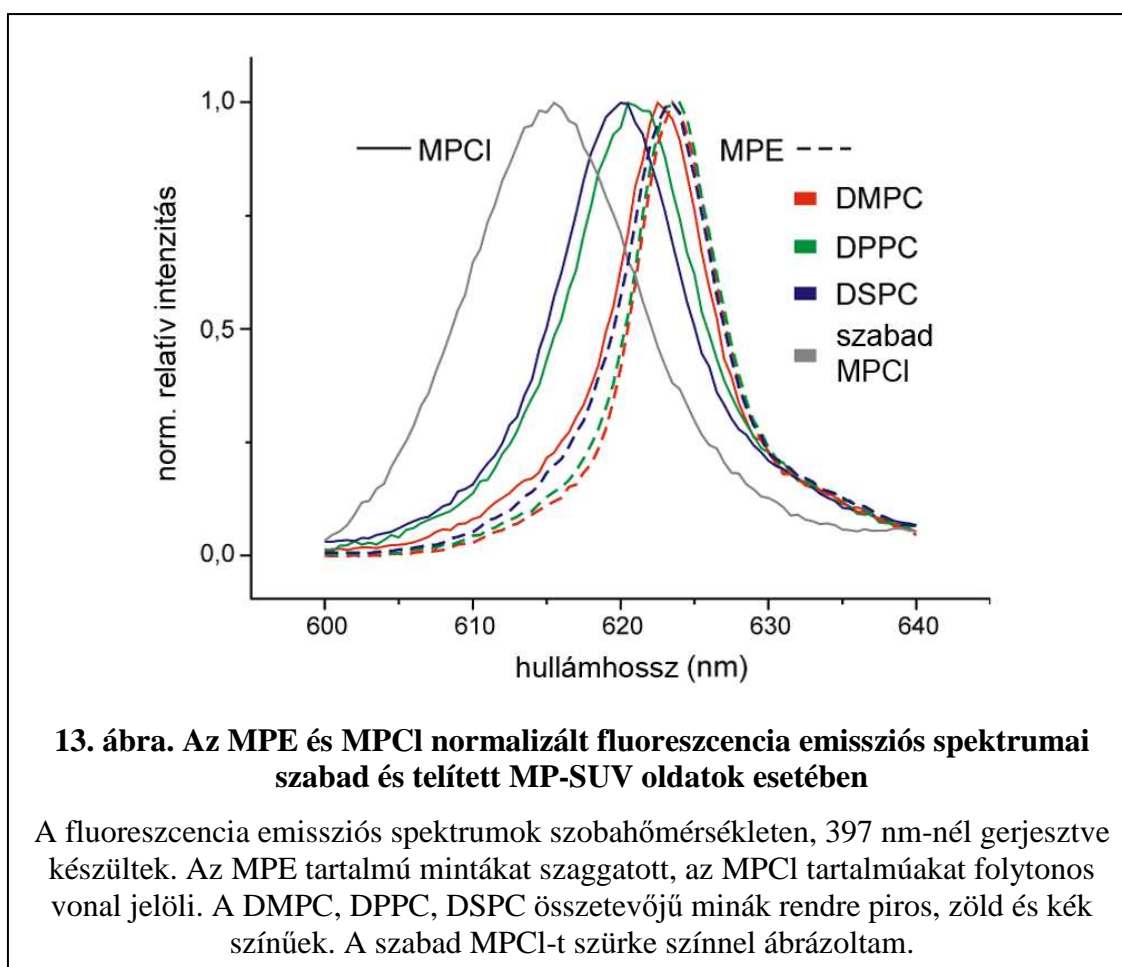 1,0
MPCl
MPE
DMPC
DPPC
0,5
DSPC
szabad
MPCl
0,0
norm. relatív intenzitás
600
610
620
630
640
hullámhossz (nm)
13. ábra. Az MPE és MPCl normalizált fluoreszcencia emissziós spektrumai
szabad és telített MP-SUV oldatok esetében
A fluoreszcencia emissziós spektrumok szobahőmérsékleten, 397 nm-nél gerjesztve
készültek. Az MPE tartalmú mintákat szaggatott, az MPCl tartalmúakat folytonos
vonal jelöli. A DMPC, DPPC, DSPC összetevőjű minák rendre piros, zöld és kék
színűek. A szabad MPCl-t szürke színnel ábrázoltam.